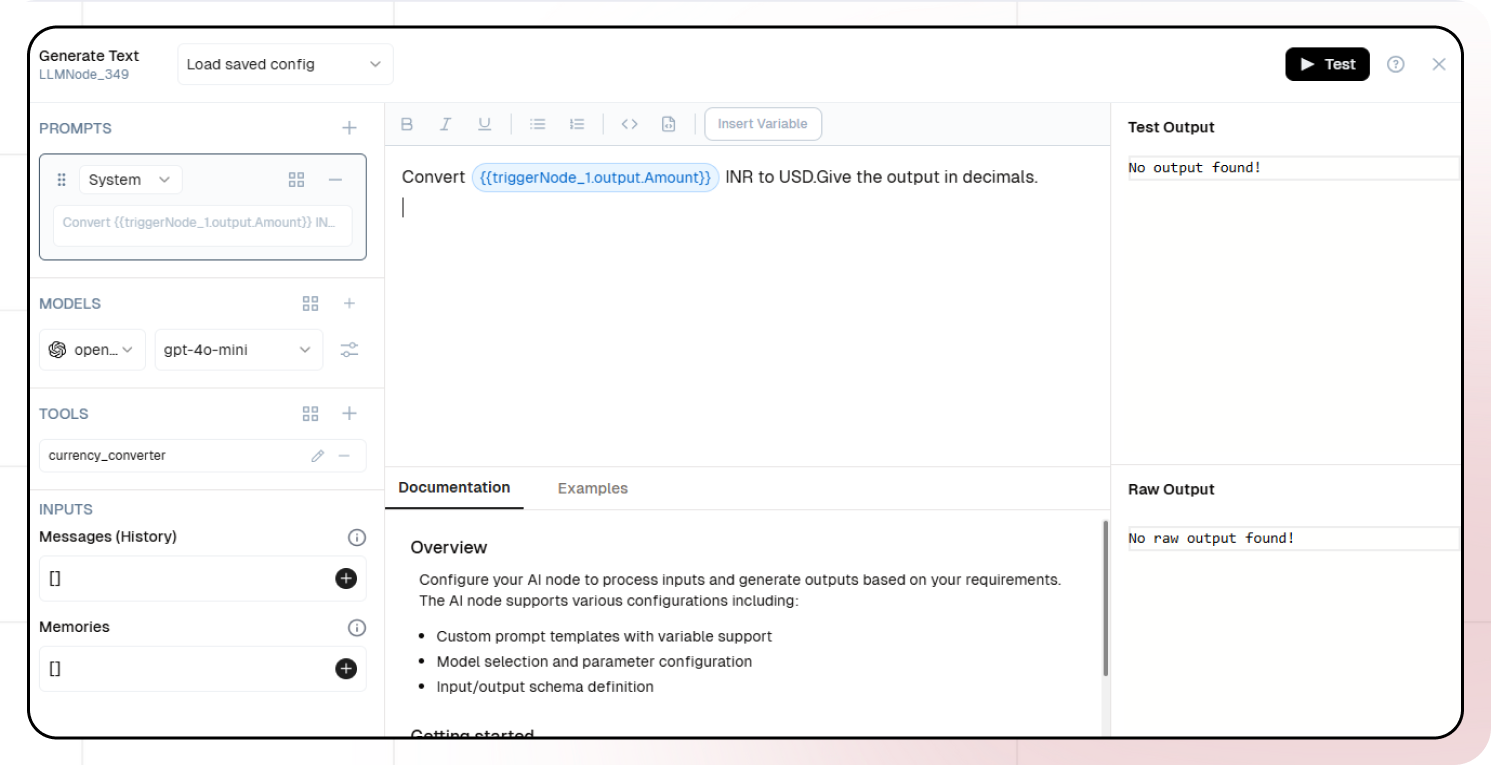 Generate Text
LLMNode_349
Load saved config
Test
PROMPTS
System
Convert {{triggerNode_1.output.Amount}} IN...
MODELS
open...
gpt-4o-mini
TOOLS
currency_converter
INPUTS
Messages (History)
[]
Memories
[]
B I U
Insert Variable
Convert {{triggerNode_1.output.Amount}} INR to USD.Give the output in decimals.
Documentation
Examples
Overview
Configure your AI node to process inputs and generate outputs based on your requirements.
The AI node supports various configurations including:
• Custom prompt templates with variable support
• Model selection and parameter configuration
• Input/output schema definition
Getting started
Test Output
No output found!
Raw Output
No raw output found!